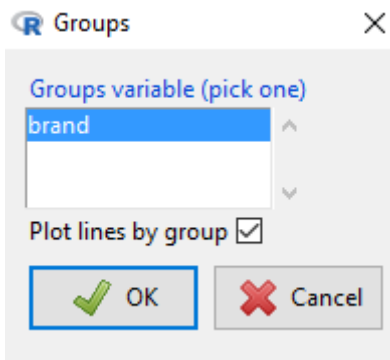 R Groups
Groups variable (pick one)
brand
Plot lines by group
OK Cancel